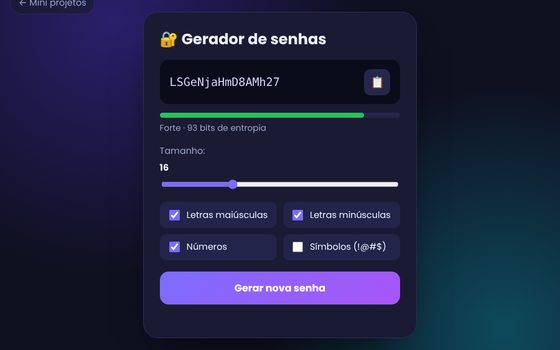 ← Mini projetos
🔐 Gerador de senhas
LSGeNjaHmD8AMh27
Forte · 93 bits de entropia
Tamanho:
16
Letras maiúsculas
Letras minúsculas
Números
Símbolos (!@#$)
Gerar nova senha